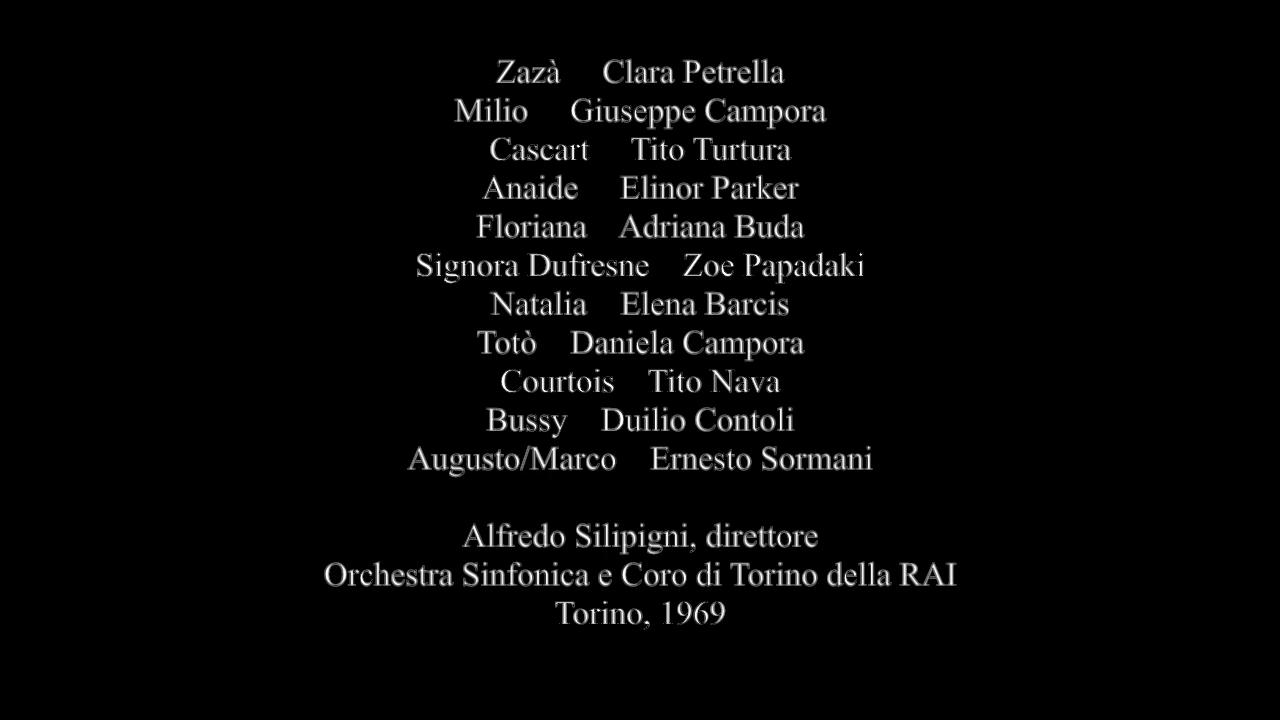 Zazà Clara Petrella
Milio Giuseppe Campora
Cascart Tito Turtura
Anaide Elinor Parker
Floriana Adriana Buda
Signora Dufresne Zoe Papadaki
Natalia Elena Barcis
Totò Daniela Campora
Courtois Tito Nava
Bussy Duilio Contoli
Augusto/Marco Ernesto Sormani
Alfredo Silipigni, direttore
Orchestra Sinfonica e Coro di Torino della RAI
Torino, 1969